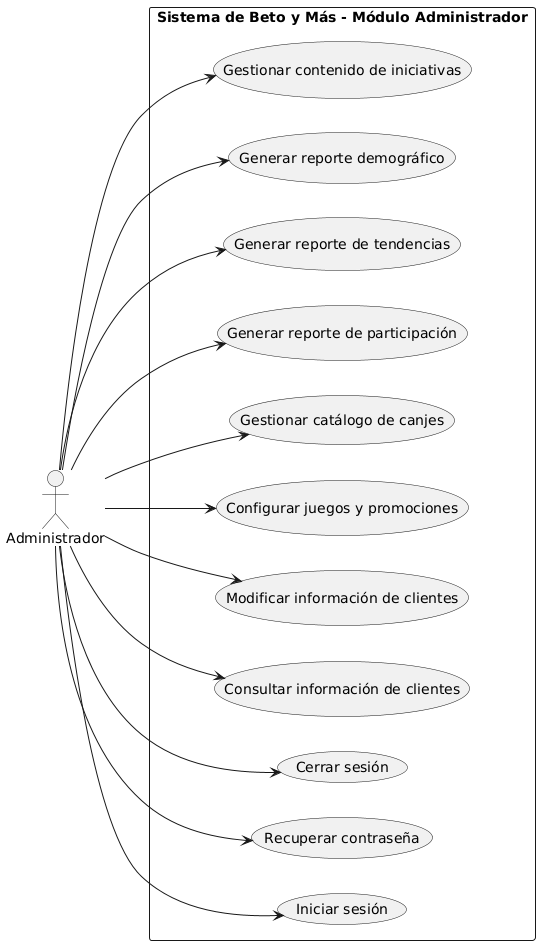 Sistema de Beto y Más - Módulo Administrador
Gestionar contenido de iniciativas
Generar reporte demográfico
Generar reporte de tendencias
Generar reporte de participación
Gestionar catálogo de canjes
Configurar juegos y promociones
Administrador
Modificar información de clientes
Consultar información de clientes
Cerrar sesión
Recuperar contraseña
Iniciar sesión